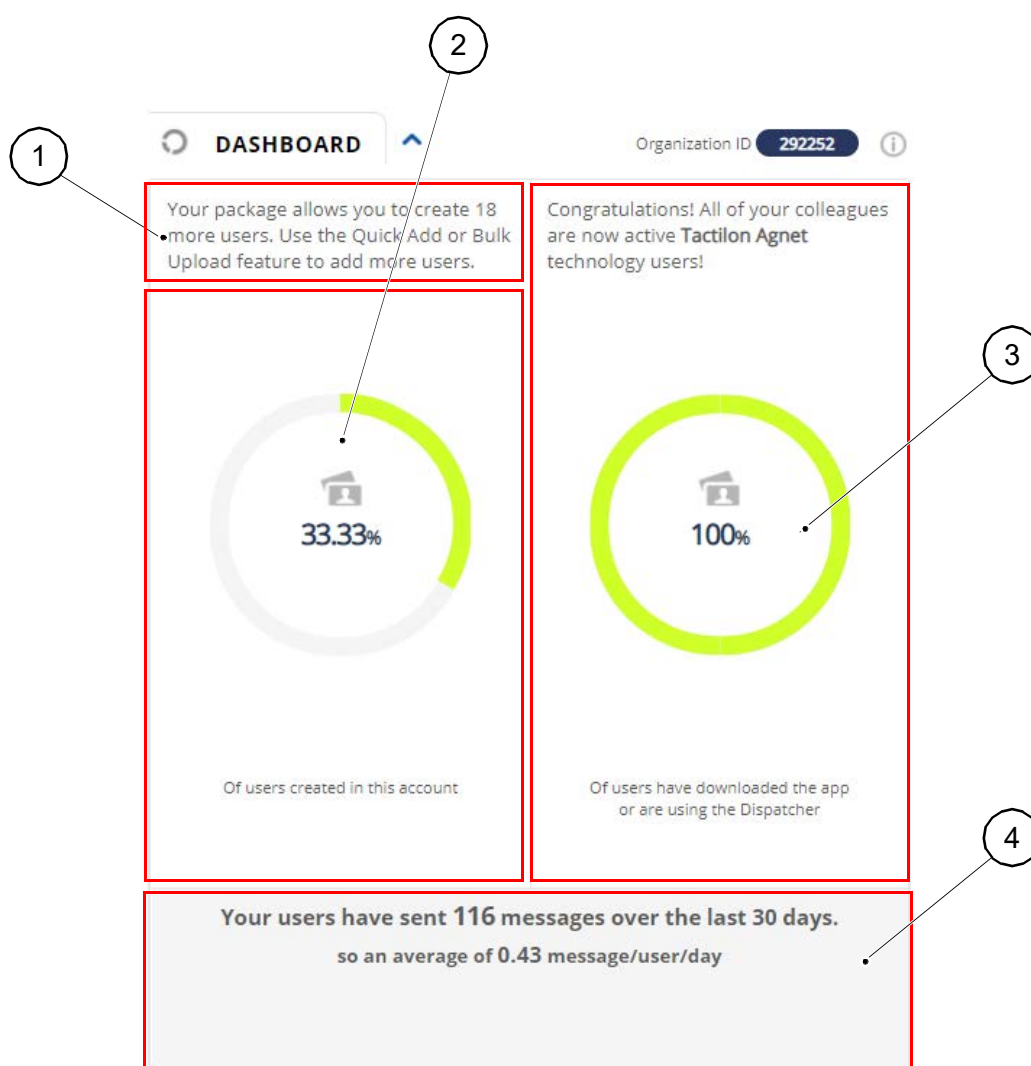 2
DASHBOARD
Organization ID 292252
1
Your package allows you to create 18
more users. Use the Quick Add or Bulk
Upload feature to add more users.
Congratulations! All of your colleagues
are now active Tactilon Agnet
technology users!
3
33.33%
100%
Of users created in this account
Of users have downloaded the app
or are using the Dispatcher
4
Your users have sent 116 messages over the last 30 days.
so an average of 0.43 message/user/day